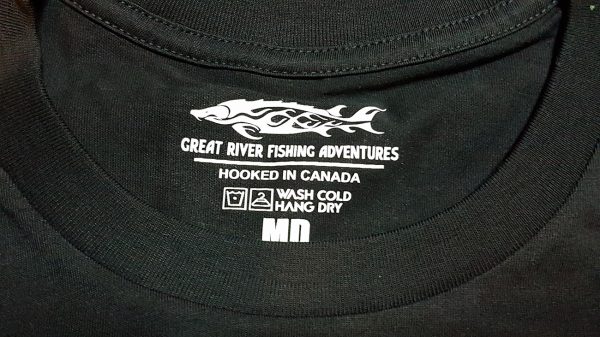 GREAT RIVER FISHING ADVENTURES
HOOKED IN CANADA
WASH COLD
HANG DRY
MD